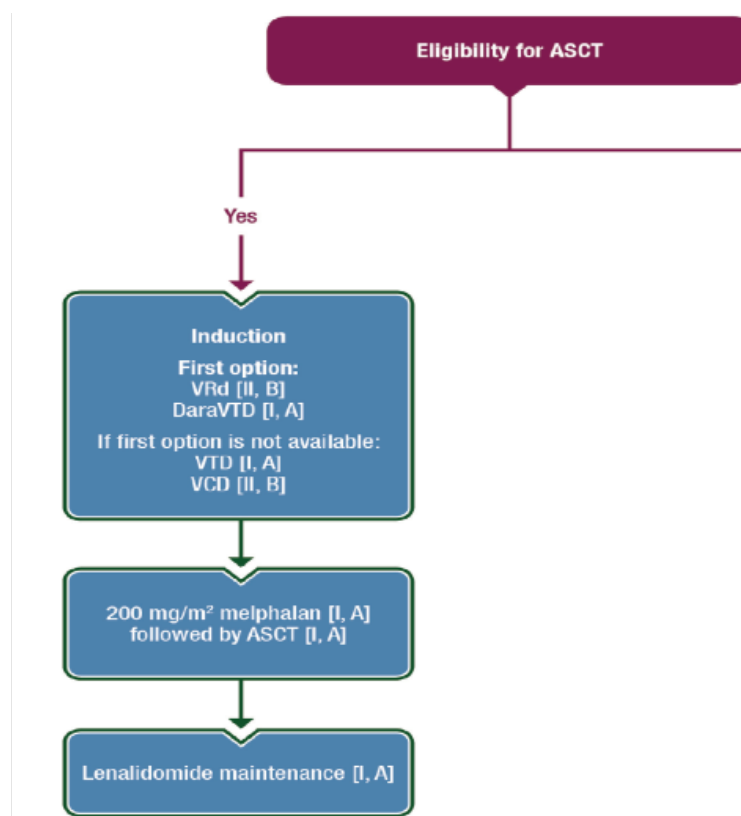 Eligibility for ASCT
Yes
Induction
First option:
VRd [II, B]
DaraVTD [I, A]
If first option is not available:
VTD [I, A]
VCD [II, B]
200 mg/m² melphalan [I, A]
followed by ASCT [I, A]
Lenalidomide maintenance [I, A]